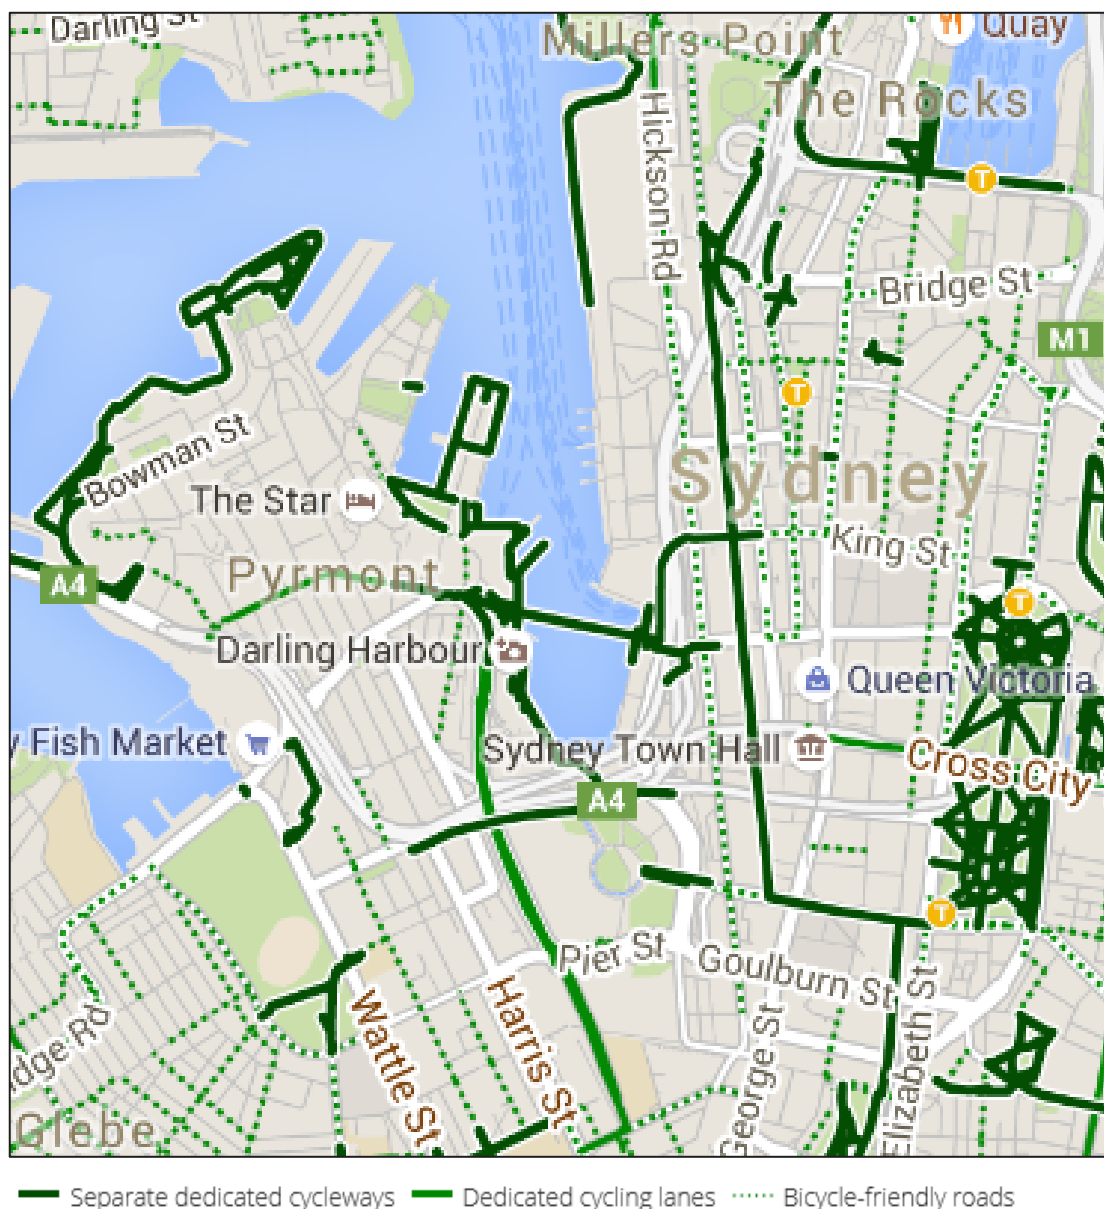 Darling St
Quay
Millers Point
The Rocks
Hickson Rd
T
Bridge St
M1
T
Bowman St
Sydney
The Star
King St
Pyrmont
A4
T
Darling Harbour
Queen Victoria
y Fish Market
Sydney Town Hall
Cross City
A4
T
Pier St
Goulburn St
Wattle St
Harris St
George St
Elizabeth St
dge Rd
Glebe
Separate dedicated cycleways Dedicated cycling lanes Bicycle-friendly roads